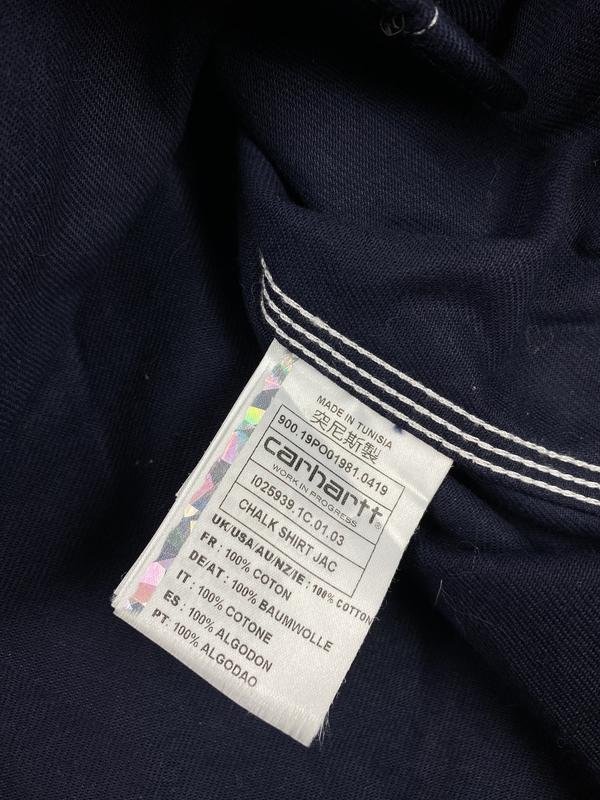 MADE IN TUNISIA
突尼斯製
900.19PO01981.0419
carhartt®
WORK IN PROGRESS
I025939.1C.01.03
CHALK SHIRT JAC
UK/USA/AU/NZ/IE: 100% COTTON
FR: 100% COTON
DE/AT: 100% BAUMWOLLE
IT: 100% COTONE
ES: 100% ALGODON
PT: 100% ALGODAO